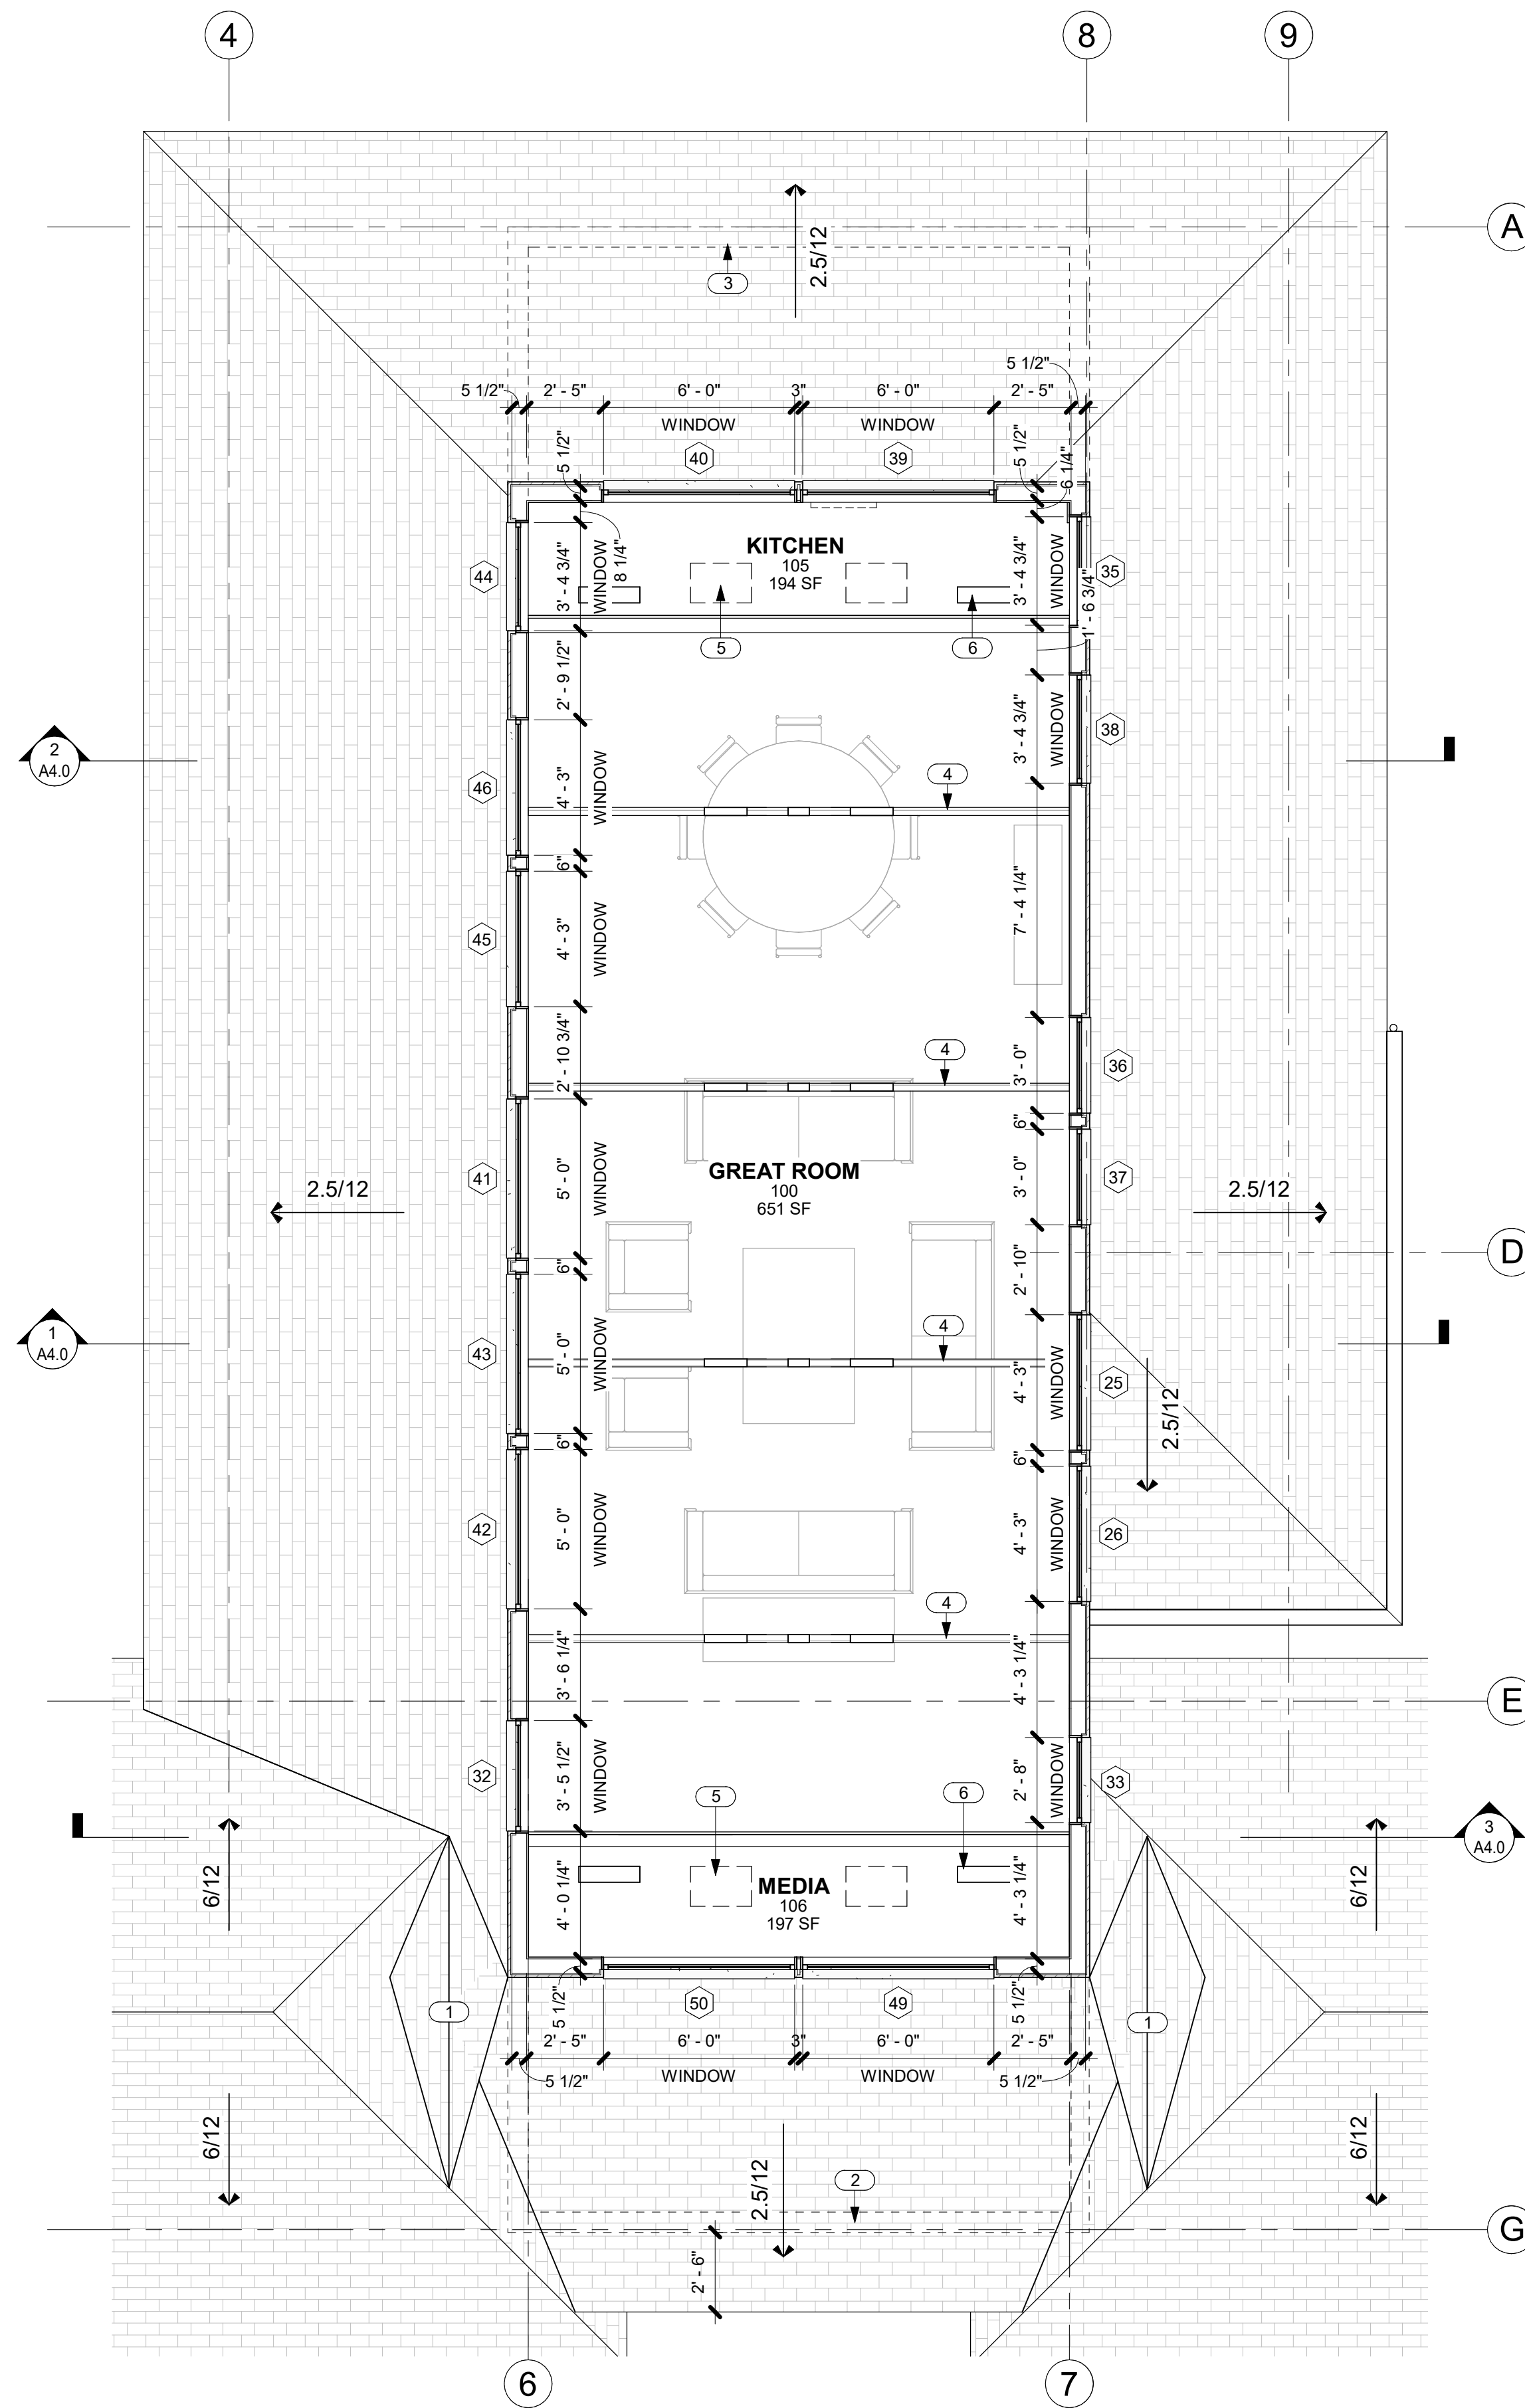 4
8
9
A
2.5/12
3
5 1/2"
5 1/2" 2' - 5" 6' - 0" 3" 6' - 0" 2' - 5"
WINDOW WINDOW
40 39
5 1/2" 5 1/2" 6 1/4"
KITCHEN
105
194 SF
44 3' - 4 3/4" WINDOW 8 1/4"
3' - 4 3/4" WINDOW 35
1' - 6 3/4"
5 6
2' - 9 1/2"
3' - 4 3/4" WINDOW 38
2
A4.0
46 4' - 3" WINDOW
4
6"
45 4' - 3" WINDOW
7' - 4 1/4"
2' - 10 3/4"
4
3' - 0" 36
6"
GREAT ROOM
100
651 SF
41 5' - 0" WINDOW
3' - 0" 37
2.5/12 2.5/12
6"
2' - 10"
D
1
A4.0
43 5' - 0" WINDOW
4
4' - 3" WINDOW 25
2.5/12
6" 6"
42 5' - 0" WINDOW
4' - 3" WINDOW 26
4
3' - 6 1/4" 4' - 3 1/4"
E
32 3' - 5 1/2" WINDOW
2' - 8" WINDOW 33
5 6
3
A4.0
6/12 6/12
MEDIA
106
197 SF
4' - 0 1/4" 4' - 3 1/4"
1 1
5 1/2" 50 49 5 1/2"
2' - 5" 6' - 0" 3" 6' - 0" 2' - 5"
5 1/2" WINDOW WINDOW 5 1/2"
6/12 2.5/12 2 6/12
G
2' - 6"
6 7